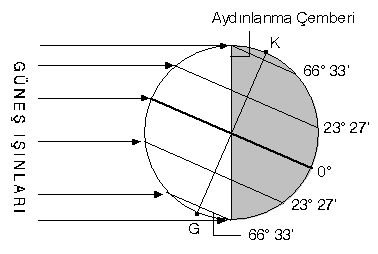 Aydınlanma Çemberi
K
66° 33'
23° 27'
0°
23° 27'
66° 33'
G
GÜNEŞ IŞINLARI